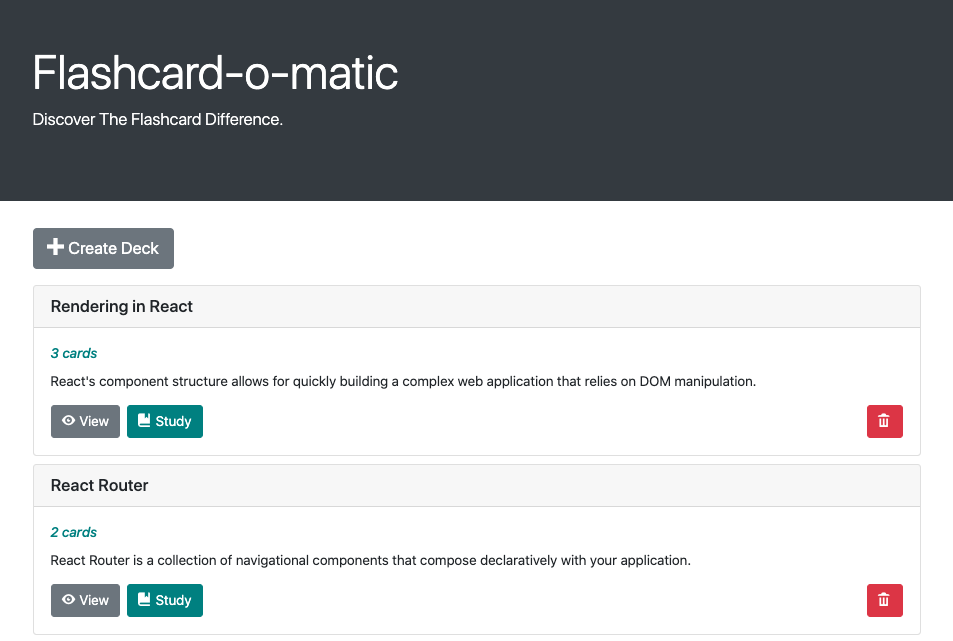 Flashcard-o-matic
Discover The Flashcard Difference.
Create Deck
Rendering in React
3 cards
React's component structure allows for quickly building a complex web application that relies on DOM manipulation.
View Study
React Router
2 cards
React Router is a collection of navigational components that compose declaratively with your application.
View Study